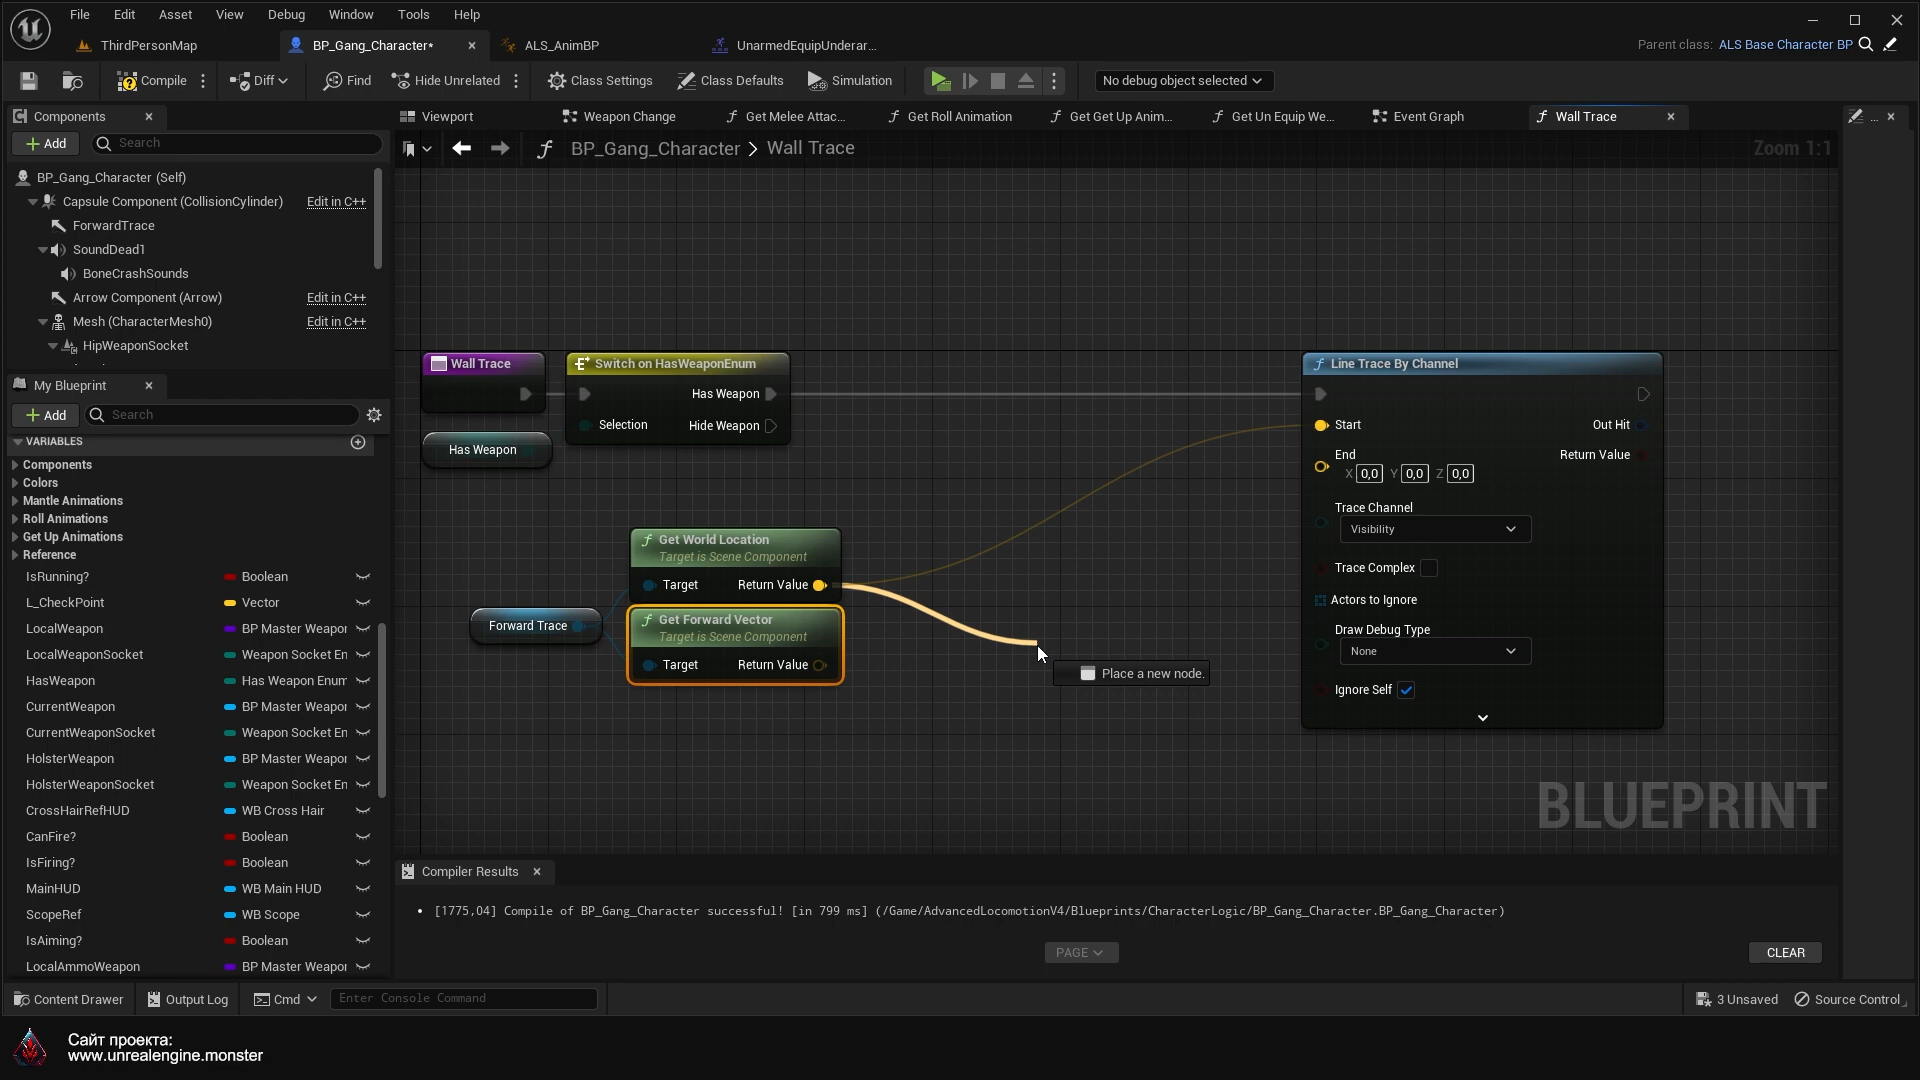 File Edit Asset View Debug Window Tools Help
ThirdPersonMap
BP_Gang_Character*
ALS_AnimBP
UnarmedEquipUnderar...
Parent class: ALS Base Character BP
Compile
Diff
Find
Hide Unrelated
Class Settings
Class Defaults
Simulation
No debug object selected
Components
Add
Search
BP_Gang_Character (Self)
Capsule Component (CollisionCylinder) Edit in C++
ForwardTrace
SoundDead1
BoneCrashSounds
Arrow Component (Arrow) Edit in C++
Mesh (CharacterMesh0) Edit in C++
HipWeaponSocket
My Blueprint
Add
Search
VARIABLES
Components
Colors
Mantle Animations
Roll Animations
Get Up Animations
Reference
IsRunning? Boolean
L_CheckPoint Vector
LocalWeapon BP Master Weapor
LocalWeaponSocket Weapon Socket En
HasWeapon Has Weapon Enum
CurrentWeapon BP Master Weapor
CurrentWeaponSocket Weapon Socket En
HolsterWeapon BP Master Weapor
HolsterWeaponSocket Weapon Socket En
CrossHairRefHUD WB Cross Hair
CanFire? Boolean
IsFiring? Boolean
MainHUD WB Main HUD
ScopeRef WB Scope
IsAiming? Boolean
LocalAmmoWeapon BP Master Weapor
Viewport
Weapon Change
Get Melee Attac...
Get Roll Animation
Get Get Up Anim...
Get Un Equip We...
Event Graph
Wall Trace
...
BP_Gang_Character > Wall Trace
Zoom 1:1
Wall Trace
Switch on HasWeaponEnum
Has Weapon
Selection
Hide Weapon
Has Weapon
Get World Location
Target is Scene Component
Target
Return Value
Forward Trace
Get Forward Vector
Target is Scene Component
Target
Return Value
Place a new node.
Line Trace By Channel
Start
Out Hit
End
Return Value
X 0,0 Y 0,0 Z 0,0
Trace Channel
Visibility
Trace Complex
Actors to Ignore
Draw Debug Type
None
Ignore Self
BLUEPRINT
Compiler Results
• [1775,04] Compile of BP_Gang_Character successful! [in 799 ms] (/Game/AdvancedLocomotionV4/Blueprints/CharacterLogic/BP_Gang_Character.BP_Gang_Character)
PAGE
CLEAR
Content Drawer
Output Log
Cmd
Enter Console Command
3 Unsaved
Source Control
Сайт проекта:
www.unrealengine.monster